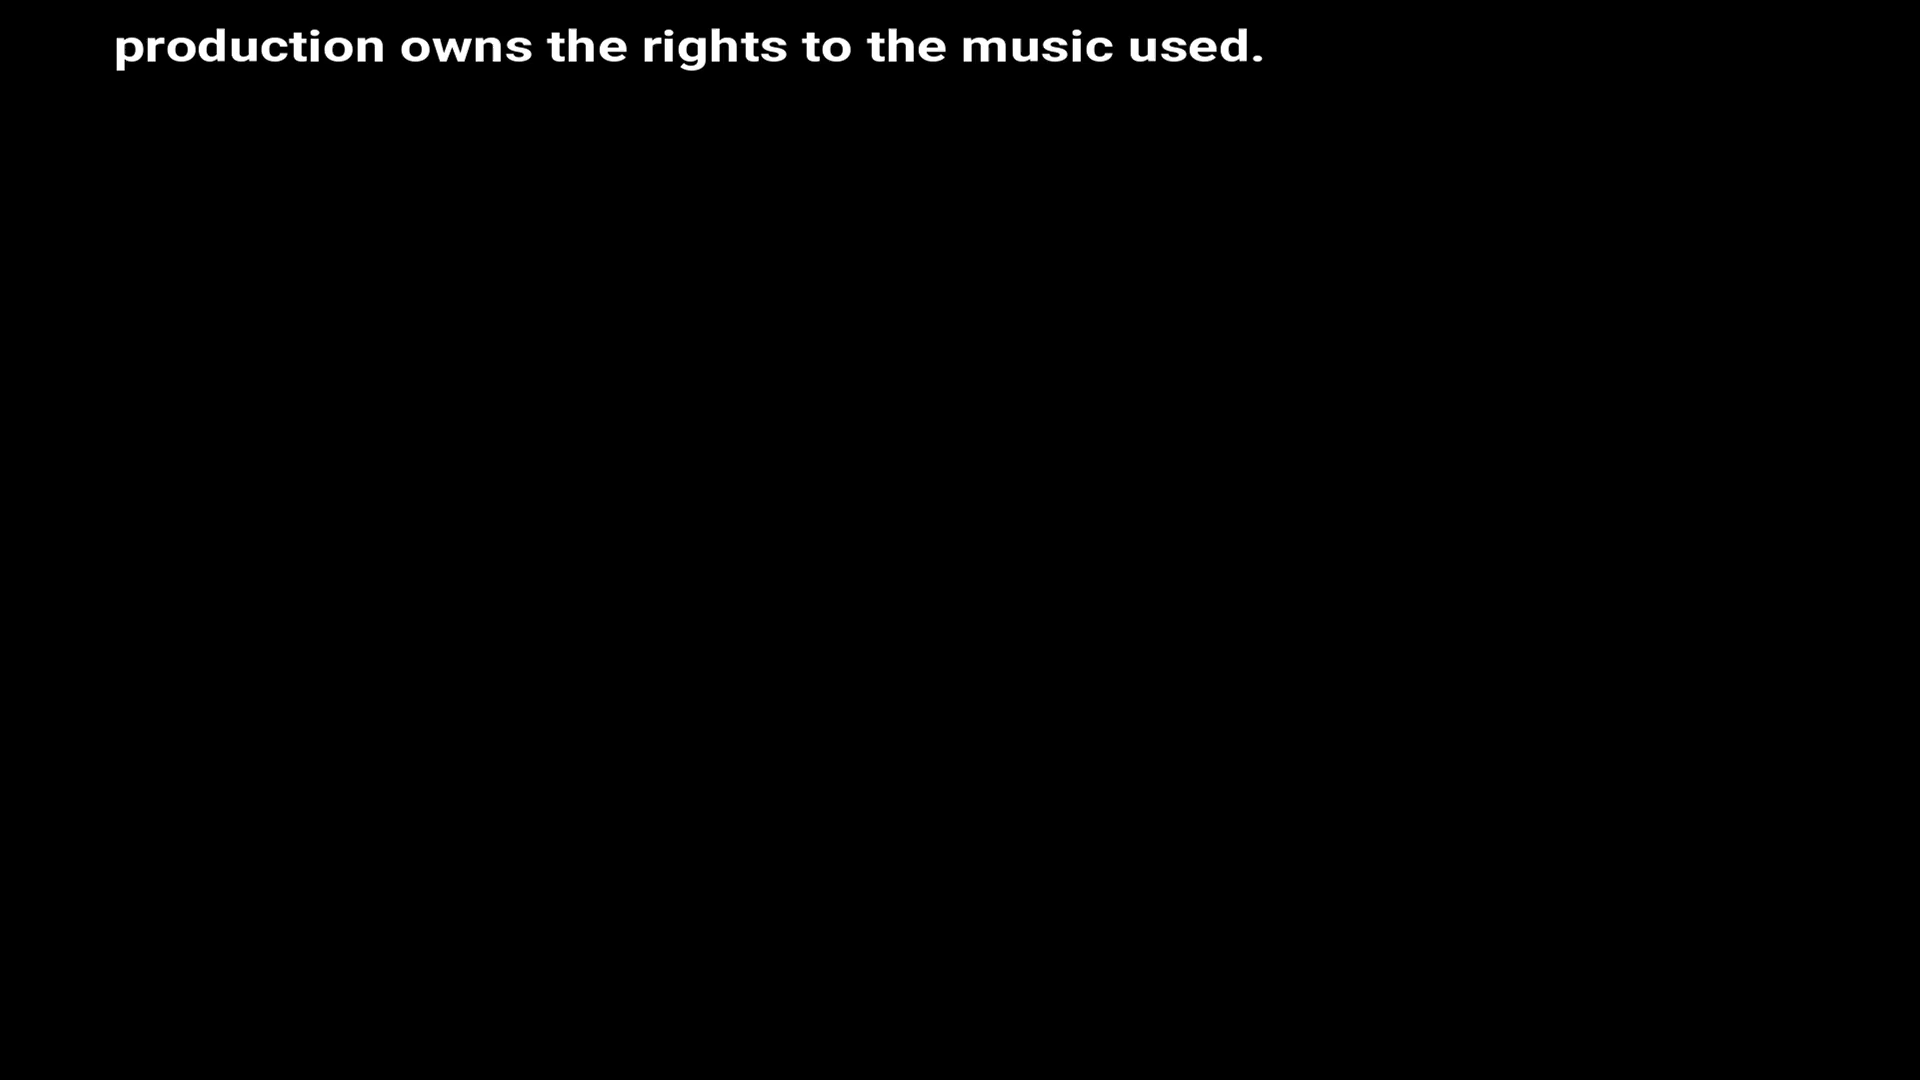 production owns the rights to the music used.